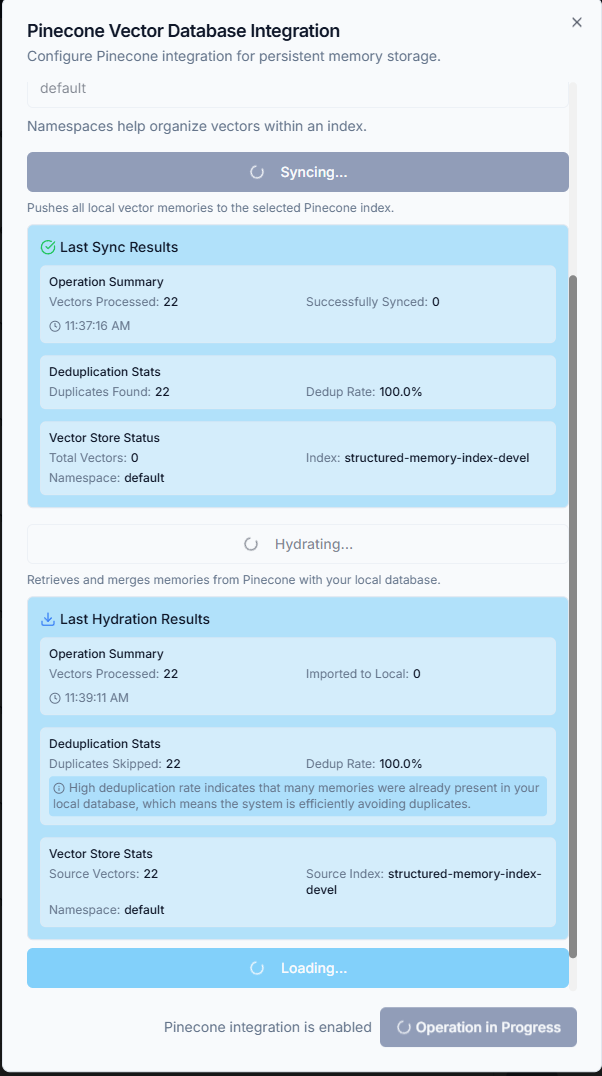 Pinecone Vector Database Integration
Configure Pinecone integration for persistent memory storage.
default
Namespaces help organize vectors within an index.
Syncing...
Pushes all local vector memories to the selected Pinecone index.
Last Sync Results
Operation Summary
Vectors Processed: 22 Successfully Synced: 0
11:37:16 AM
Deduplication Stats
Duplicates Found: 22 Dedup Rate: 100.0%
Vector Store Status
Total Vectors: 0 Index: structured-memory-index-devel
Namespace: default
Hydrating...
Retrieves and merges memories from Pinecone with your local database.
Last Hydration Results
Operation Summary
Vectors Processed: 22 Imported to Local: 0
11:39:11 AM
Deduplication Stats
Duplicates Skipped: 22 Dedup Rate: 100.0%
High deduplication rate indicates that many memories were already present in your
local database, which means the system is efficiently avoiding duplicates.
Vector Store Stats
Source Vectors: 22 Source Index: structured-memory-index-
devel
Namespace: default
Loading...
Pinecone integration is enabled Operation in Progress